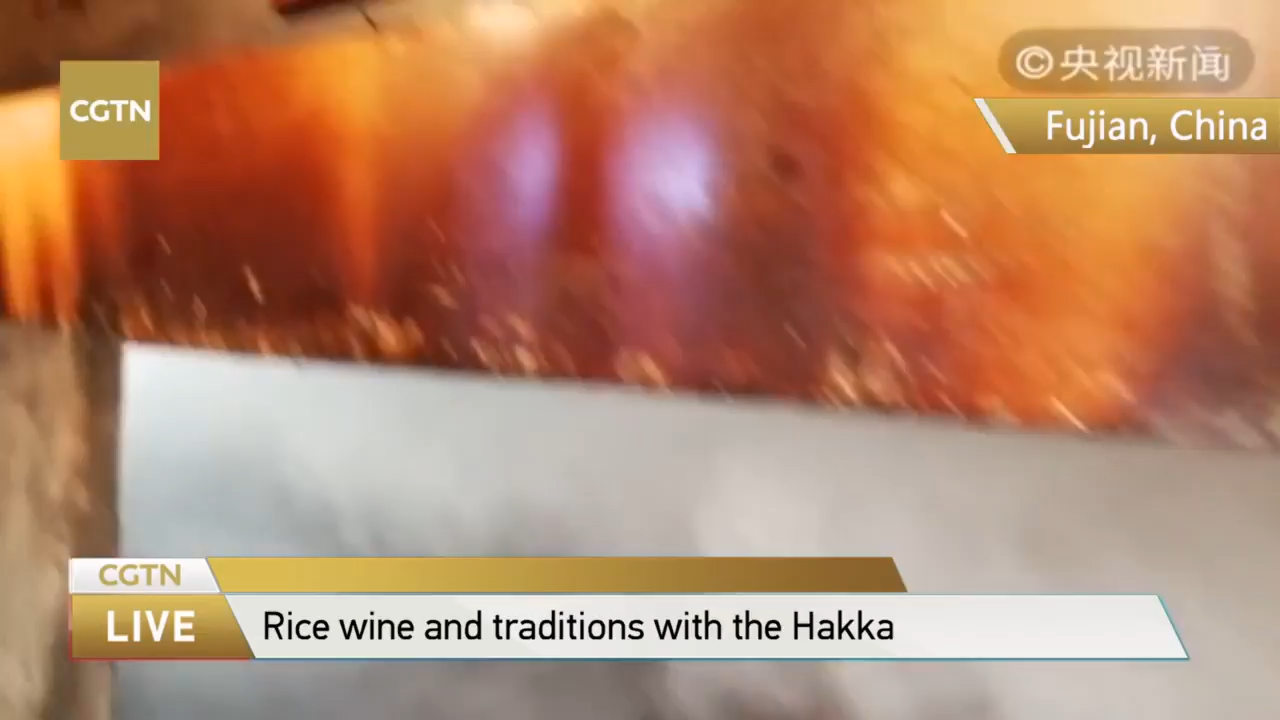 ©央视新闻
CGTN
Fujian, China
CGTN
LIVE
Rice wine and traditions with the Hakka